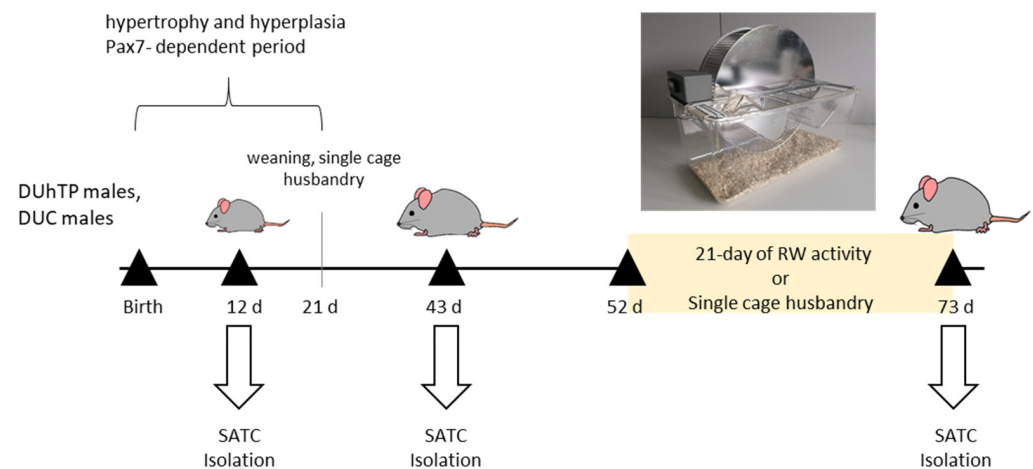 hypertrophy and hyperplasia
Pax7- dependent period
weaning, single cage
husbandry
DUhTP males,
DUC males
21-day of RW activity
or
Single cage husbandry
Birth
12 d
21 d
43 d
52 d
73 d
SATC
Isolation
SATC
Isolation
SATC
Isolation